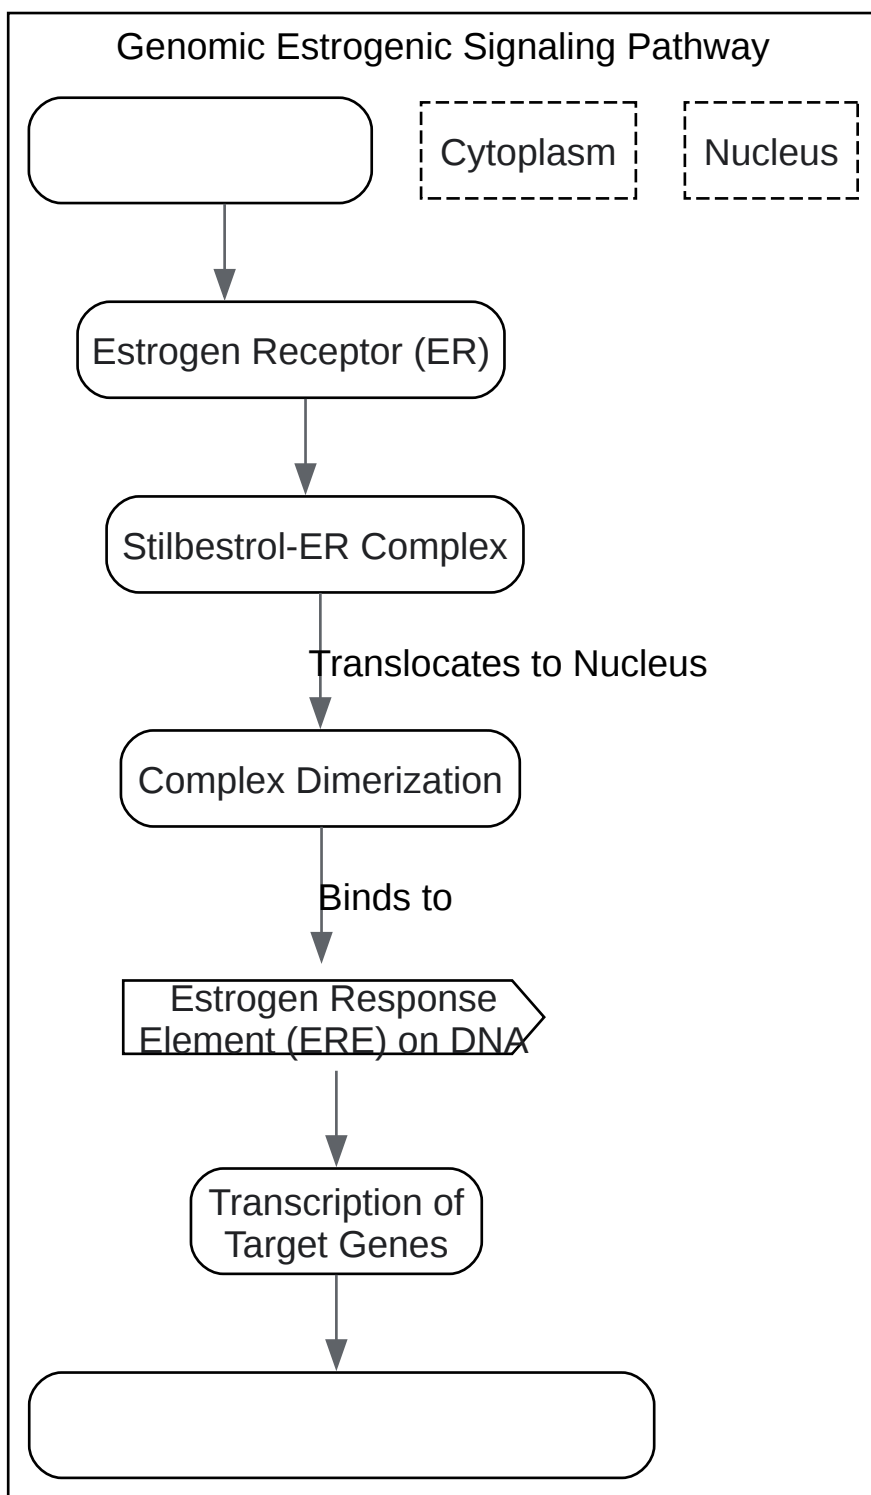 Genomic Estrogenic Signaling Pathway
Cytoplasm
Nucleus
Estrogen Receptor (ER)
Stilbestrol-ER Complex
Translocates to Nucleus
Complex Dimerization
Binds to
Estrogen Response
Element (ERE) on DNA
Transcription of
Target Genes